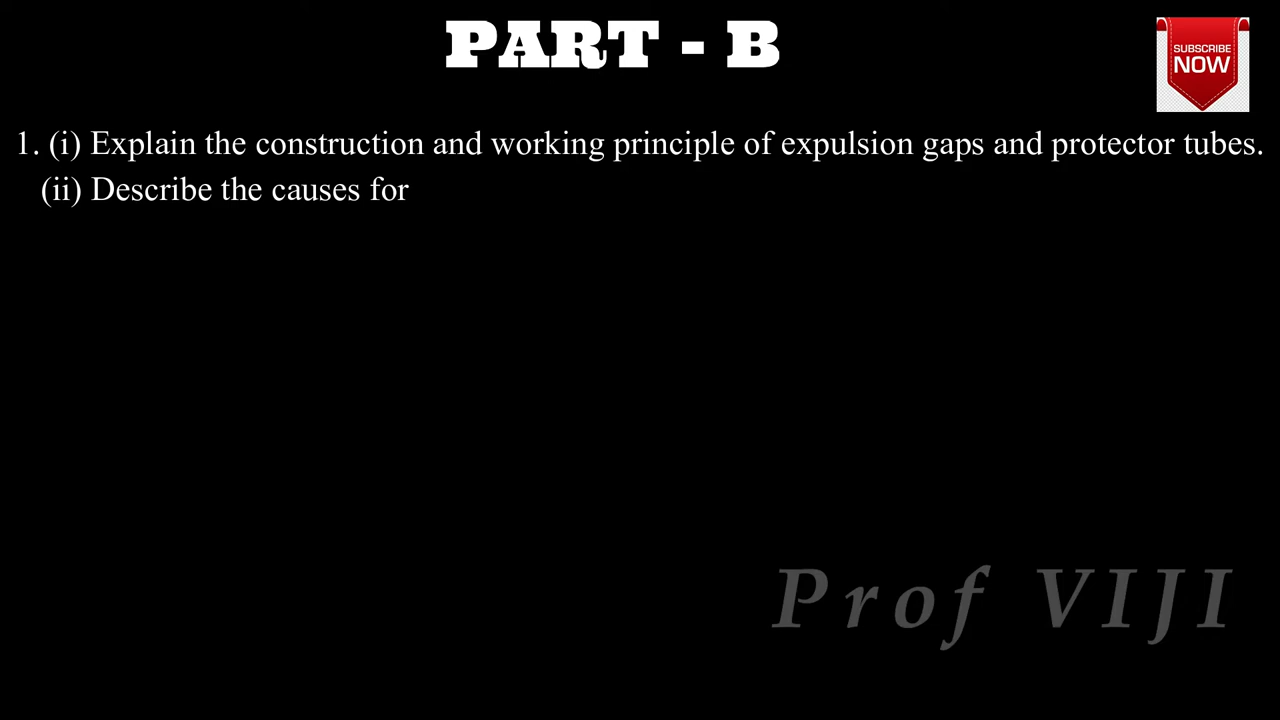 PART - B
SUBSCRIBE
NOW
1. (i) Explain the construction and working principle of expulsion gaps and protector tubes.
(ii) Describe the causes for
Prof VIJI